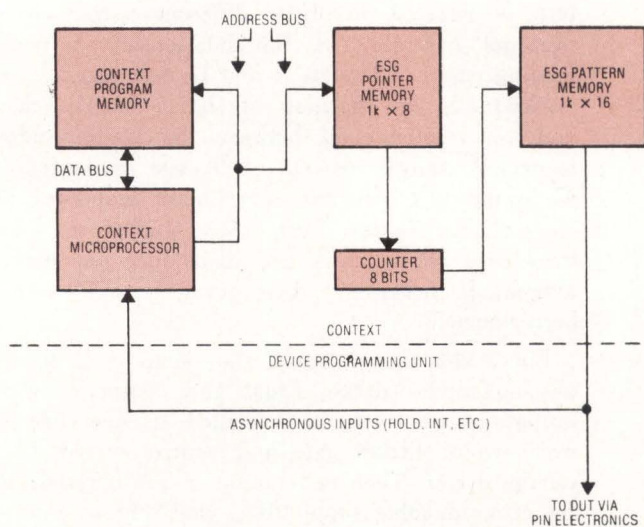 ADDRESS BUS
CONTEXT
PROGRAM
MEMORY
ESG
POINTER
MEMORY
1k × 8
ESG PATTERN
MEMORY
1k × 16
DATA BUS
CONTEXT
MICROPROCESSOR
COUNTER
8 BITS
CONTEXT
DEVICE PROGRAMMING UNIT
ASYNCHRONOUS INPUTS (HOLD, INT, ETC )
TO DUT VIA
PIN ELECTRONICS